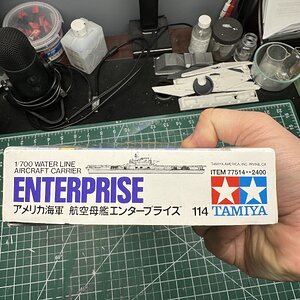 1/700 WATER LINE
AIRCRAFT CARRIER
TAMIYA AMERICA, INC. IRVINE, CA
ENTERPRISE
ITEM 77514**2400
アメリカ海軍 航空母艦エンタープライズ
114
TAMIYA